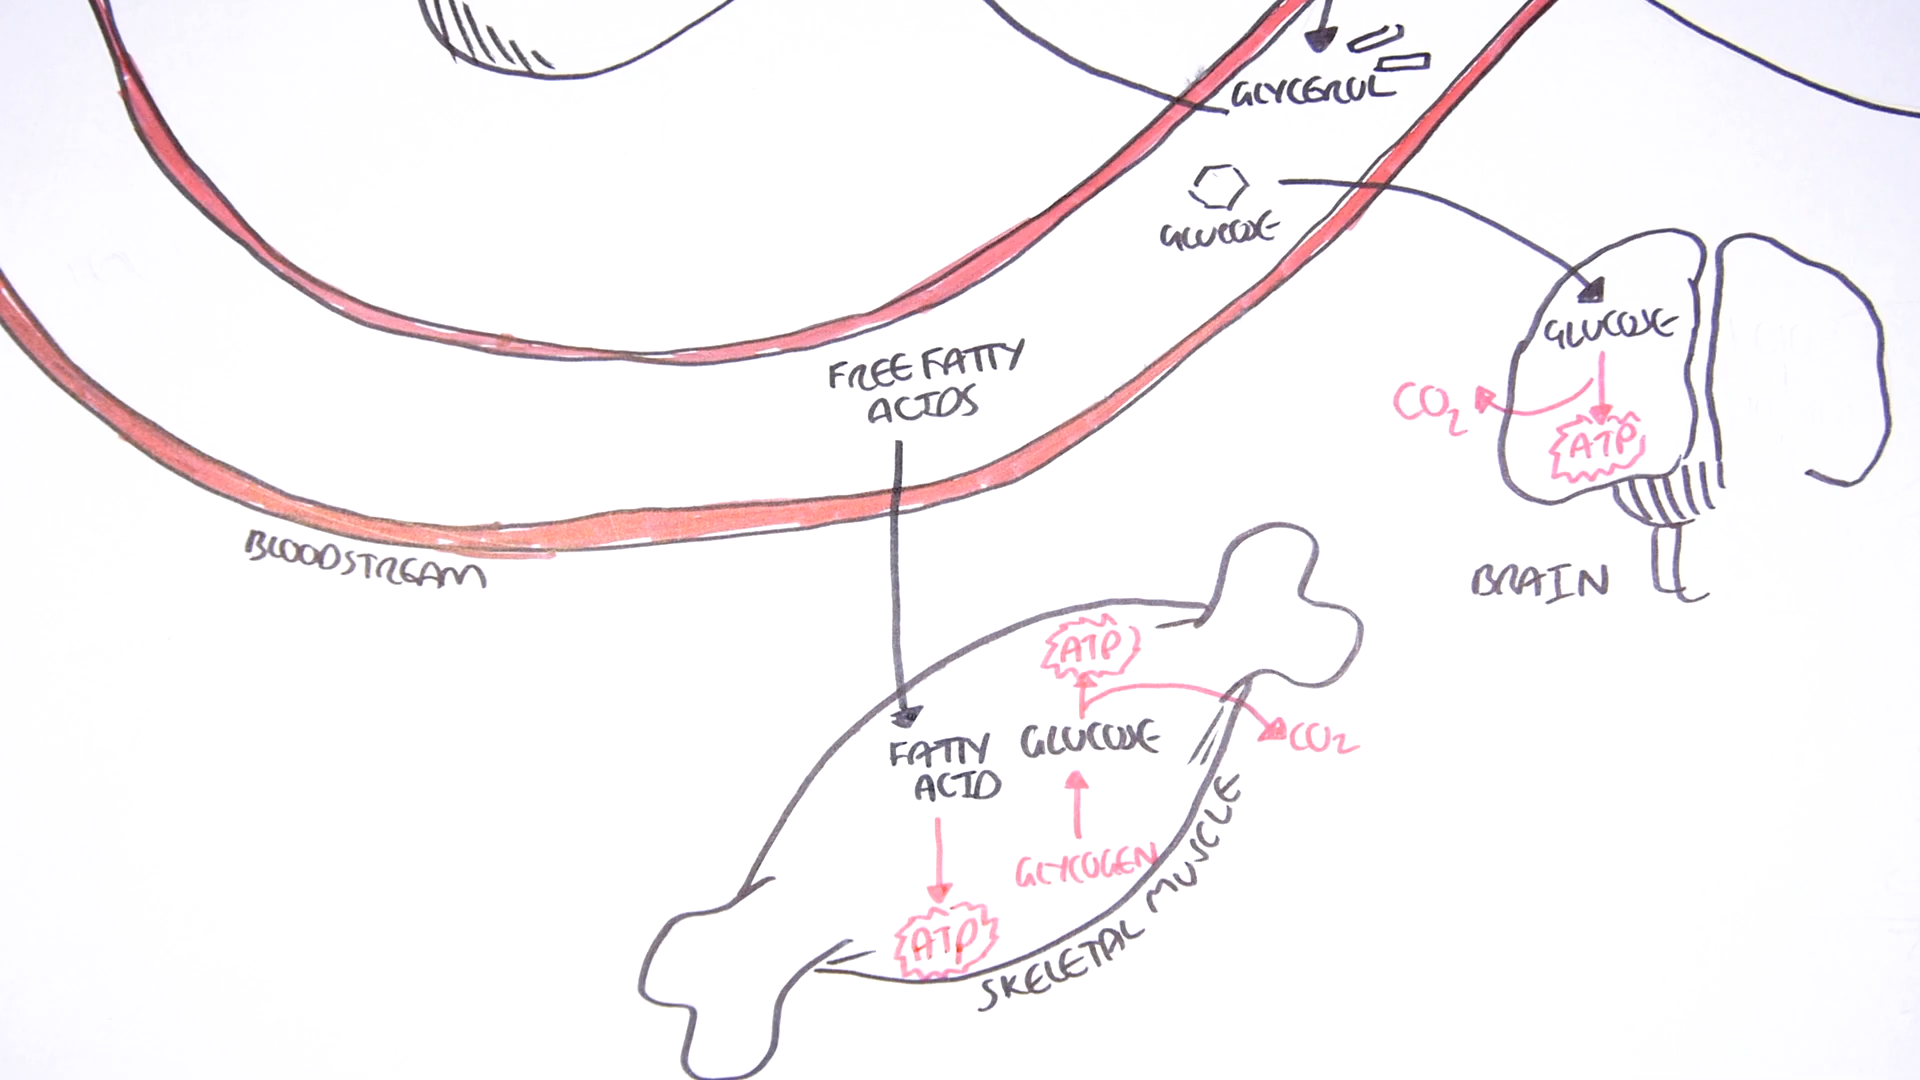 GLYCEROL
GLUCOSE
FREE FATTY
ACIDS
BLOODSTREAM
GLUCOSE
CO2
ATP
BRAIN
ATP
FATTY
ACID
GLUCOSE
CO2
GLYCOGEN
ATP
SKELETAL MUSCLE